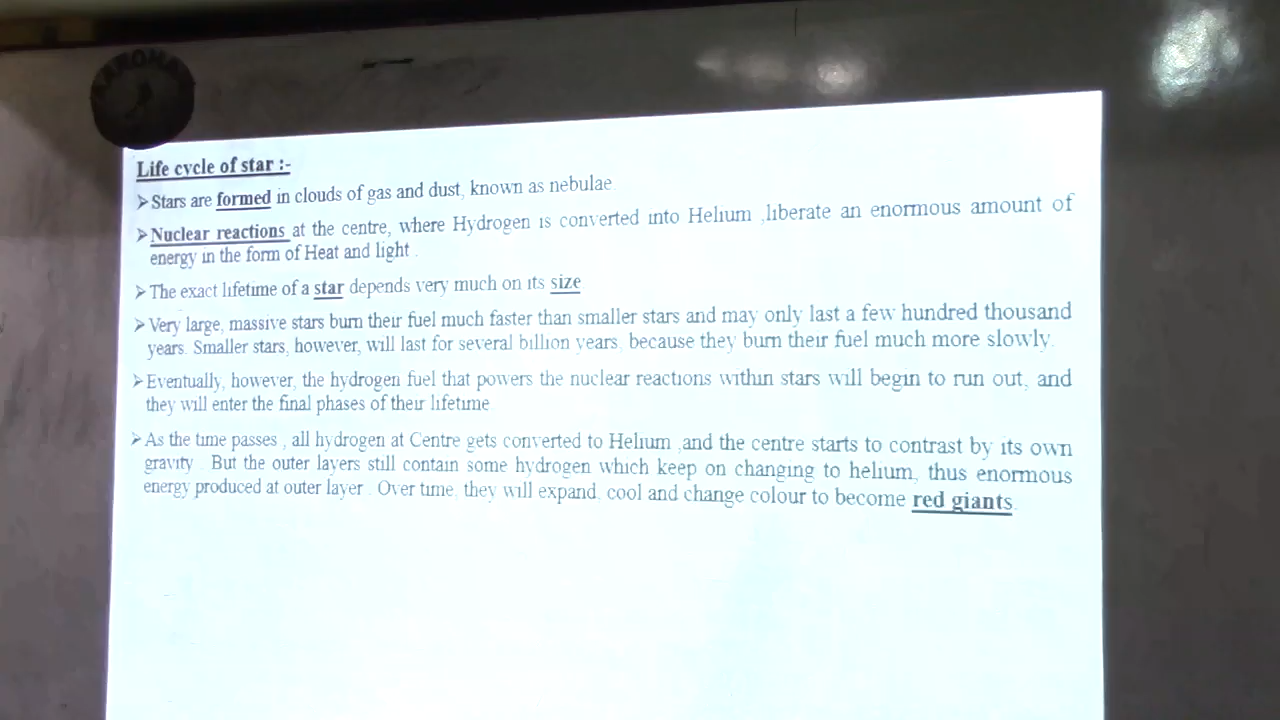 Life cycle of star :-
➢Stars are formed in clouds of gas and dust, known as nebulae.
➢Nuclear reactions at the centre, where Hydrogen is converted into Helium ,liberate an enormous amount of
energy in the form of Heat and light .
➢The exact lifetime of a star depends very much on its size
➢Very large, massive stars burn their fuel much faster than smaller stars and may only last a few hundred thousand
years. Smaller stars, however, will last for several billion years, because they burn their fuel much more slowly.
➢Eventually, however, the hydrogen fuel that powers the nuclear reactions within stars will begin to run out, and
they will enter the final phases of their lifetime.
➢As the time passes , all hydrogen at Centre gets converted to Helium ,and the centre starts to contrast by its own
gravity . But the outer layers still contain some hydrogen which keep on changing to helium, thus enormous
energy produced at outer layer . Over time, they will expand, cool and change colour to become red giants.